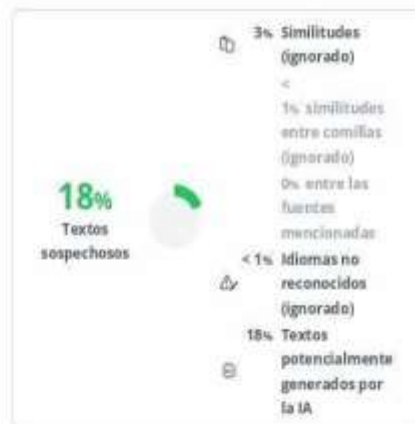 3% Similitudes
(ignorado)
<
1% similitudes
entre comillas
(ignorado)
0% entre las
fuentes
mencionadas
18%
Textos
sospechosos
< 1% Idiomas no
reconocidos
(ignorado)
18% Textos
potencialmente
generados por
la IA